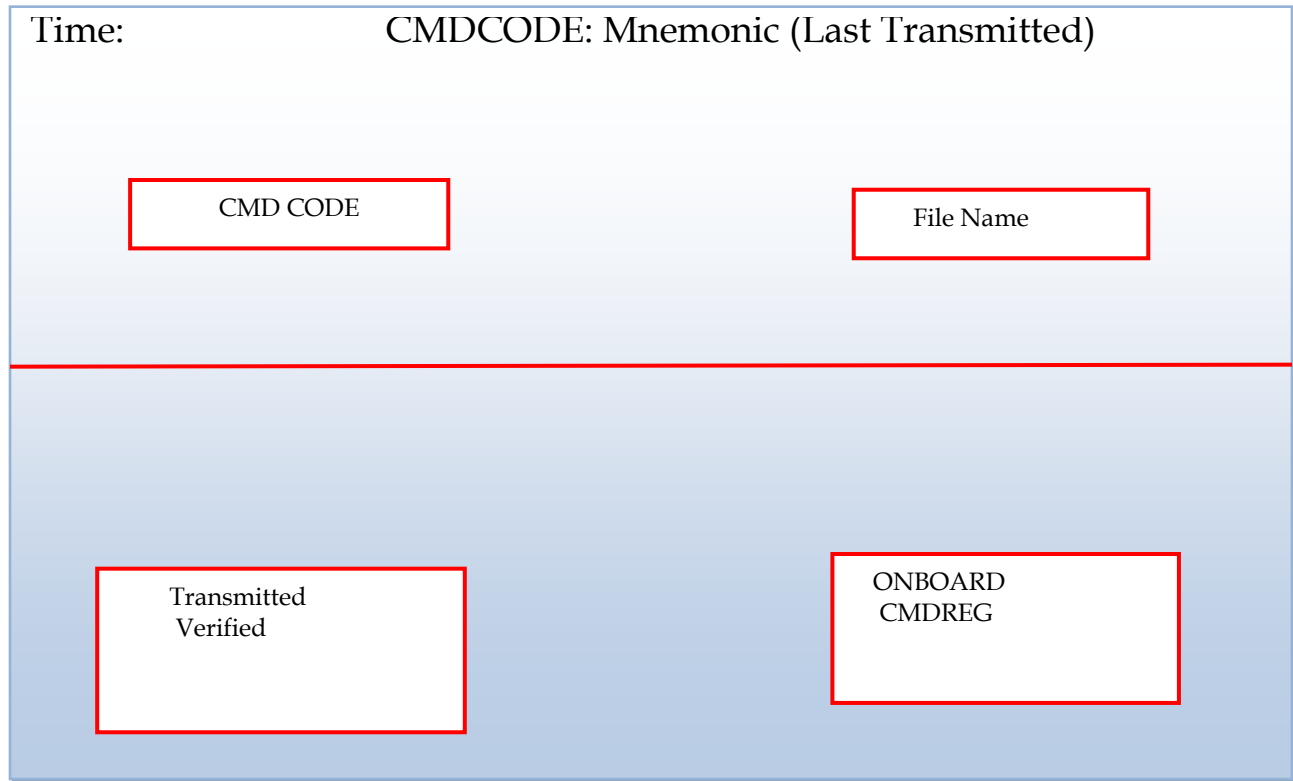 Time: CMDCODE: Mnemonic (Last Transmitted)
CMD CODE
File Name
Transmitted
Verified
ONBOARD
CMDREG